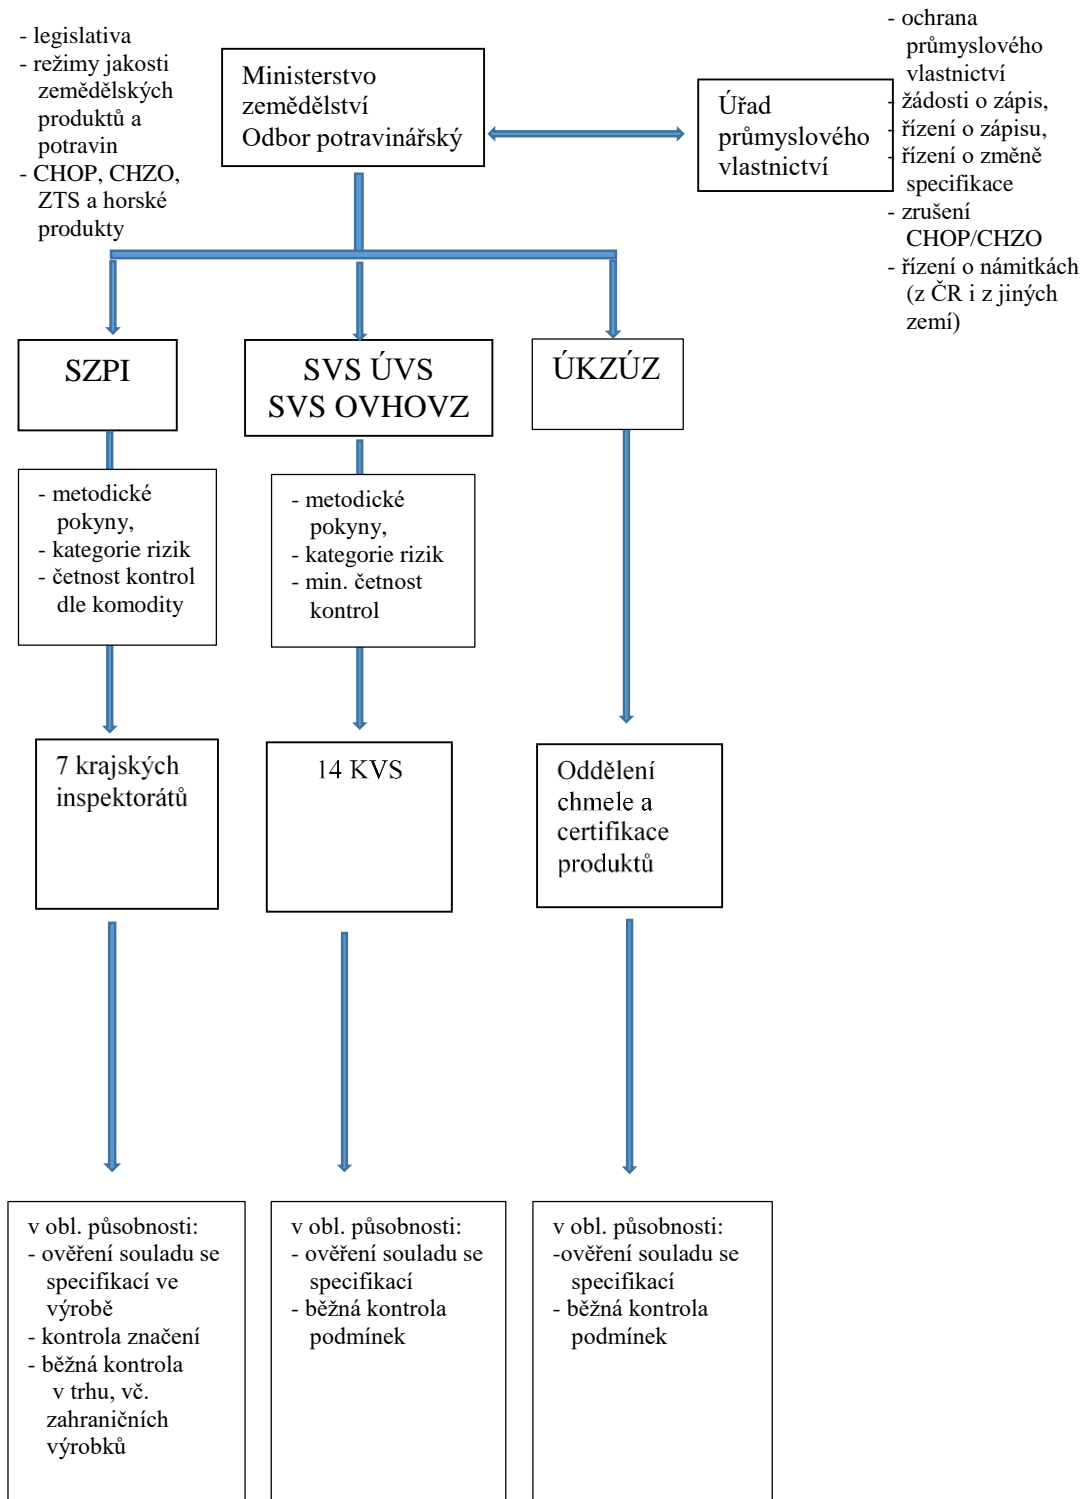 - legislativa
- režimy jakosti
zemědělských
produktů a
potravin
- CHOP, CHZO,
ZTS a horské
produkty
Ministerstvo
zemědělství
Odbor potravinářský
Úřad
průmyslového
vlastnictví
- ochrana
průmyslového
vlastnictví
- žádosti o zápis,
- řízení o zápisu,
- řízení o změně
specifikace
- zrušení
CHOP/CHZO
- řízení o námitkách
(z ČR i z jiných
zemí)
SZPI
SVS ÚVS
SVS OVHOVZ
ÚKZÚZ
- metodické
pokyny,
- kategorie rizik
- četnost kontrol
dle komodity
- metodické
pokyny,
- kategorie rizik
- min. četnost
kontrol
7 krajských
inspektorátů
14 KVS
Oddělení
chmele a
certifikace
produktů
v obl. působnosti:
- ověření souladu se
specifikací ve
výrobě
- kontrola značení
- běžná kontrola
v trhu, vč.
zahraničních
výrobků
v obl. působnosti:
- ověření souladu se
specifikací
- běžná kontrola
podmínek
v obl. působnosti:
-ověření souladu se
specifikací
- běžná kontrola
podmínek